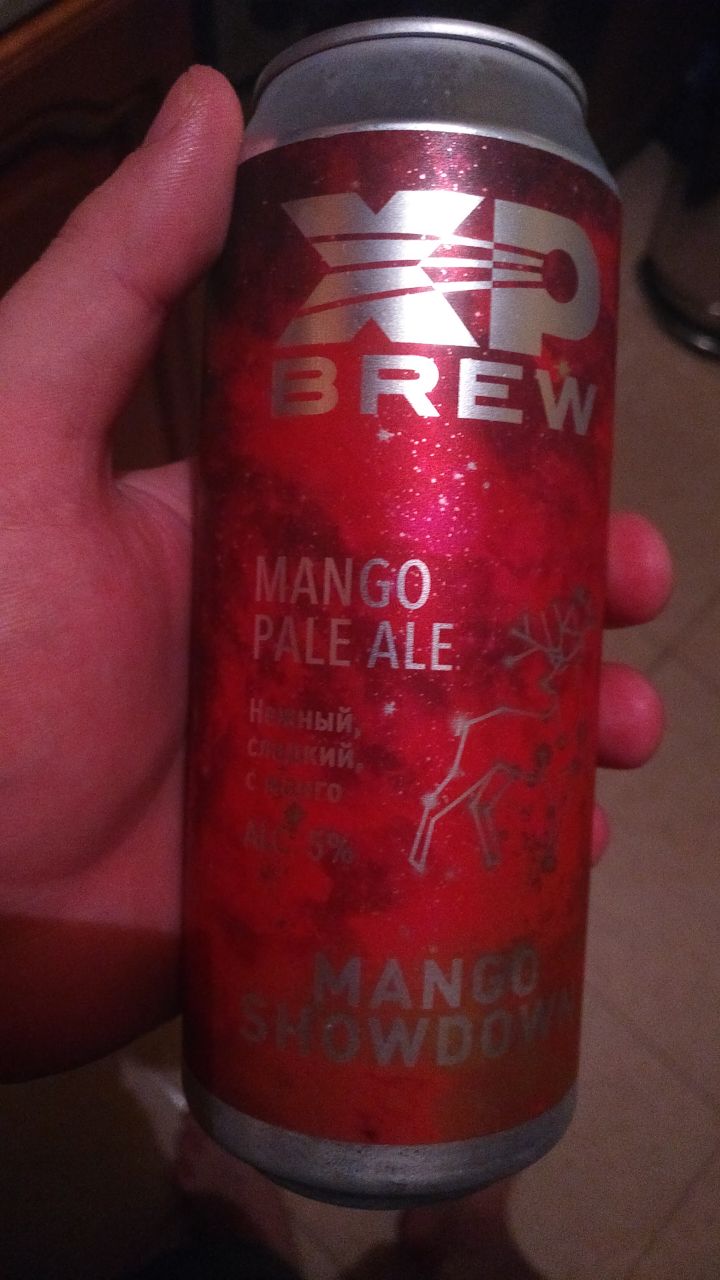 XP
BREW
MANGO
PALE ALE
Нежный,
сладкий,
с манго
ALC. 5%
MANGO
SHOWDOWN